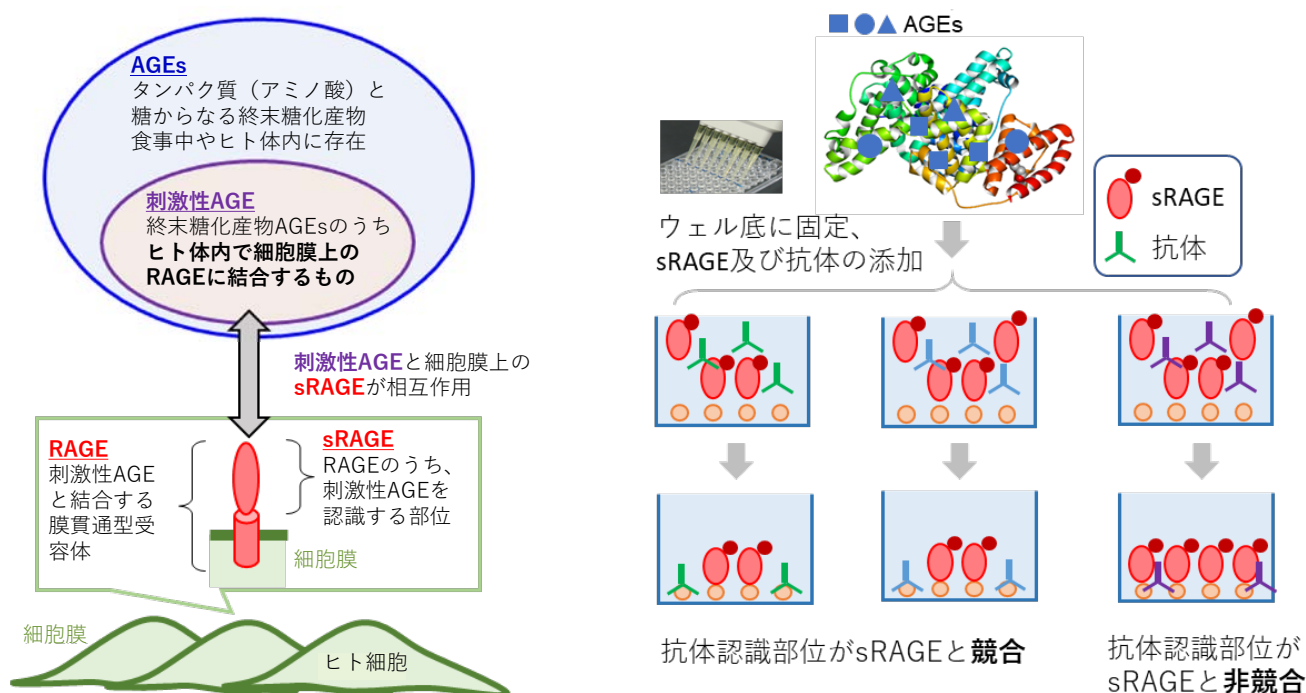 AGEs
タンパク質（アミノ酸）と
糖からなる終末糖化産物
食事中やヒト体内に存在
刺激性AGE
終末糖化産物AGEsのうち
ヒト体内で細胞膜上の
RAGEに結合するもの
刺激性AGEと細胞膜上の
sRAGEが相互作用
RAGE
刺激性AGE
と結合する
膜貫通型受
容体
sRAGE
RAGEのうち、
刺激性AGEを
認識する部位
細胞膜
細胞膜
ヒト細胞
AGEs
ウェル底に固定、
sRAGE及び抗体の添加
sRAGE
抗体
抗体認識部位がsRAGEと競合
抗体認識部位が
sRAGEと非競合